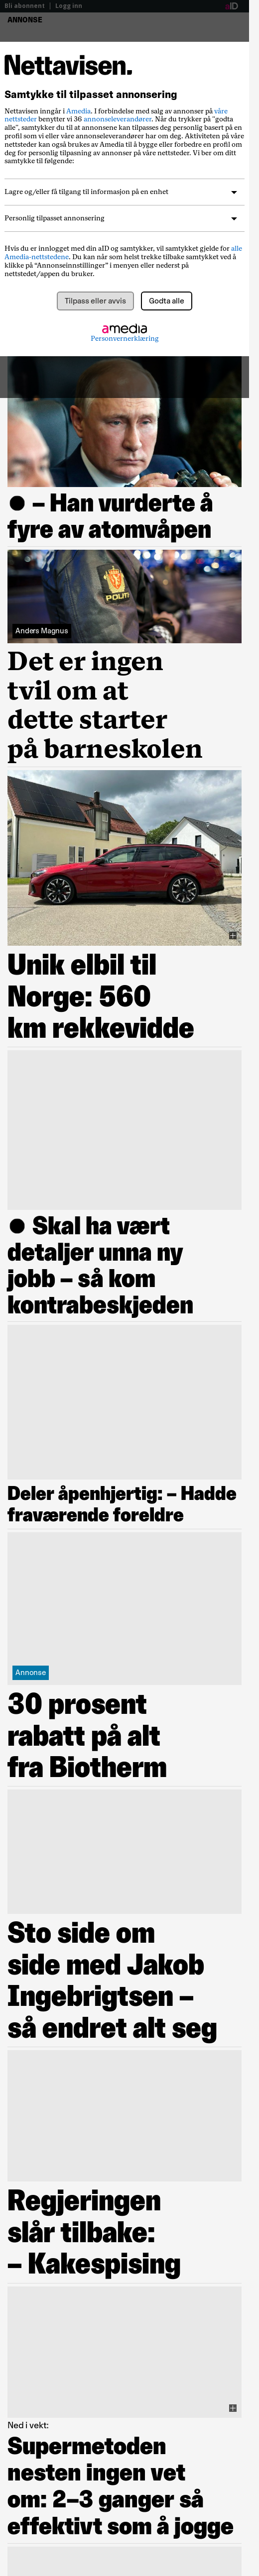 Bli abonnent | Logg inn
aID
ANNONSE
Nettavisen.
Samtykke til tilpasset annonsering
Nettavisen inngår i Amedia. I forbindelse med salg av annonser på våre
nettsteder benytter vi 36 annonseleverandører. Når du trykker på "godta
alle", samtykker du til at annonsene kan tilpasses deg personlig basert på en
profil som vi eller våre annonseleverandører har om deg. Aktiviteten på våre
nettsteder kan også brukes av Amedia til å bygge eller forbedre en profil om
deg for personlig tilpasning av annonser på våre nettsteder. Vi ber om ditt
samtykke til følgende:
Lagre og/eller få tilgang til informasjon på en enhet
Personlig tilpasset annonsering
Hvis du er innlogget med din aID og samtykker, vil samtykket gjelde for alle
Amedia-nettstedene. Du kan når som helst trekke tilbake samtykket ved å
klikke på “Annonseinnstillinger” i menyen eller nederst på
nettstedet/appen du bruker.
Tilpass eller avvis
Godta alle
amedia
Personvernerklæring
● – Han vurderte å
fyre av atomvåpen
POLITI
Anders Magnus
Det er ingen
tvil om at
dette starter
på barneskolen
Unik elbil til
Norge: 560
km rekkevidde
● Skal ha vært
detaljer unna ny
jobb – så kom
kontrabeskjeden
Deler åpenhjertig: – Hadde
fraværende foreldre
Annonse
30 prosent
rabatt på alt
fra Biotherm
Sto side om
side med Jakob
Ingebrigtsen –
så endret alt seg
Regjeringen
slår tilbake:
– Kakespising
Ned i vekt:
Supermetoden
nesten ingen vet
om: 2–3 ganger så
effektivt som å jogge